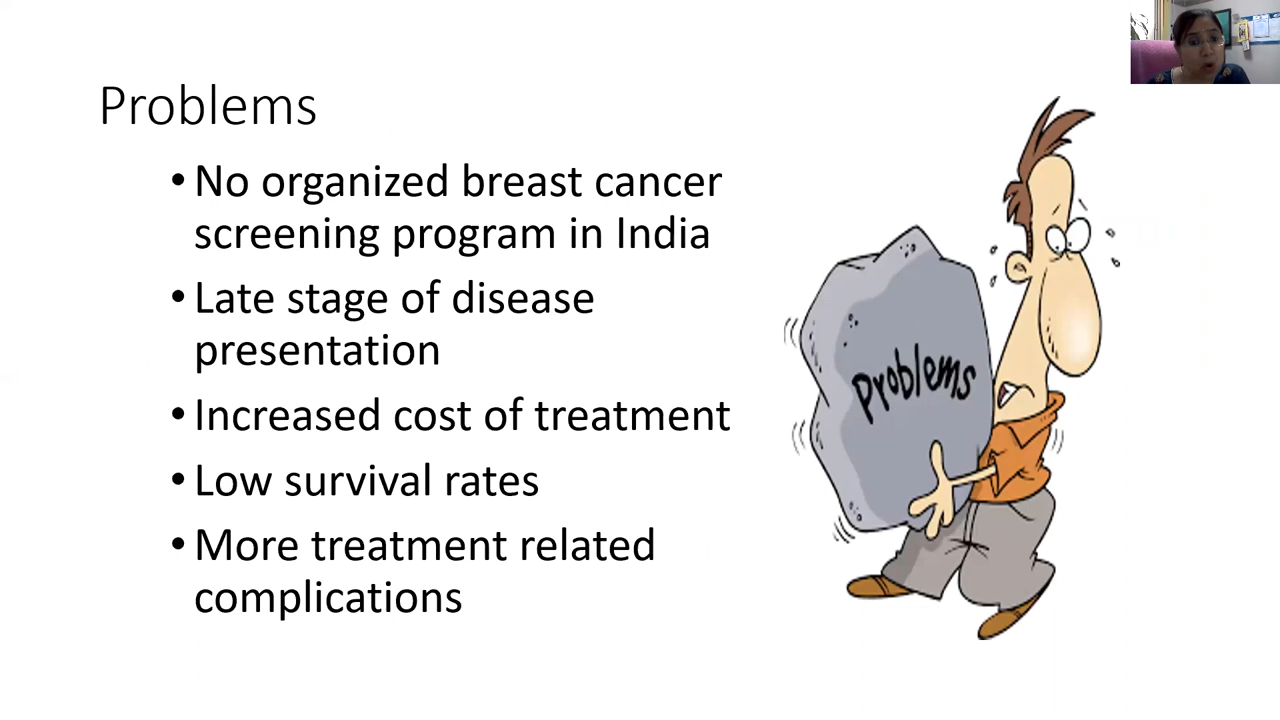 Problems
• No organized breast cancer
screening program in India
• Late stage of disease
presentation
• Increased cost of treatment
• Low survival rates
• More treatment related
complications
Problems